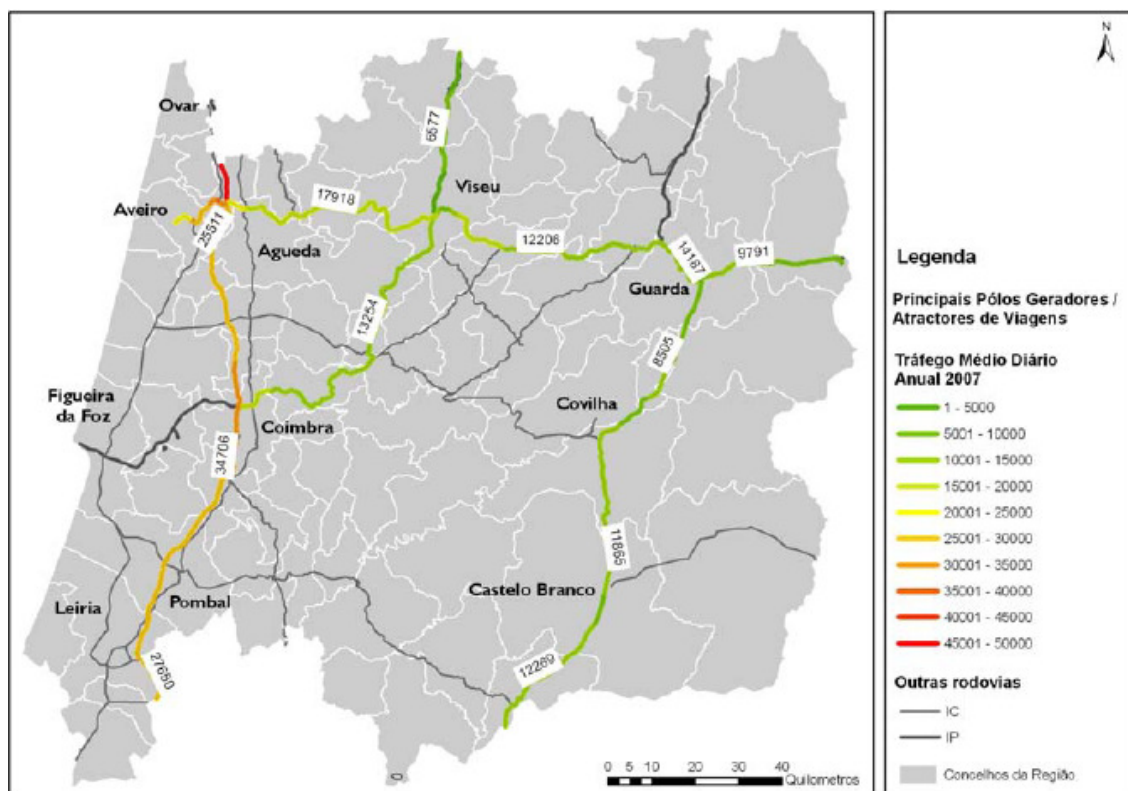 N
Ovar
6577
Viseu
17918
Aveiro
25511
Agueda
12206
14187
9791
Guarda
13254
8505
Figueira
da Foz
Covilha
Coimbra
34706
11865
Castelo Branco
Leiria
Pombal
27650
12269
0
0 5 10 20 30 40
Quilometros
Legenda
Principais Pólos Geradores /
Atractores de Viagens
Tráfego Médio Diário
Anual 2007
1 - 5000
5001 - 10000
10001 - 15000
15001 - 20000
20001 - 25000
25001 - 30000
30001 - 35000
35001 - 40000
40001 - 45000
45001 - 50000
Outras rodovias
IC
IP
Concelhos da Região